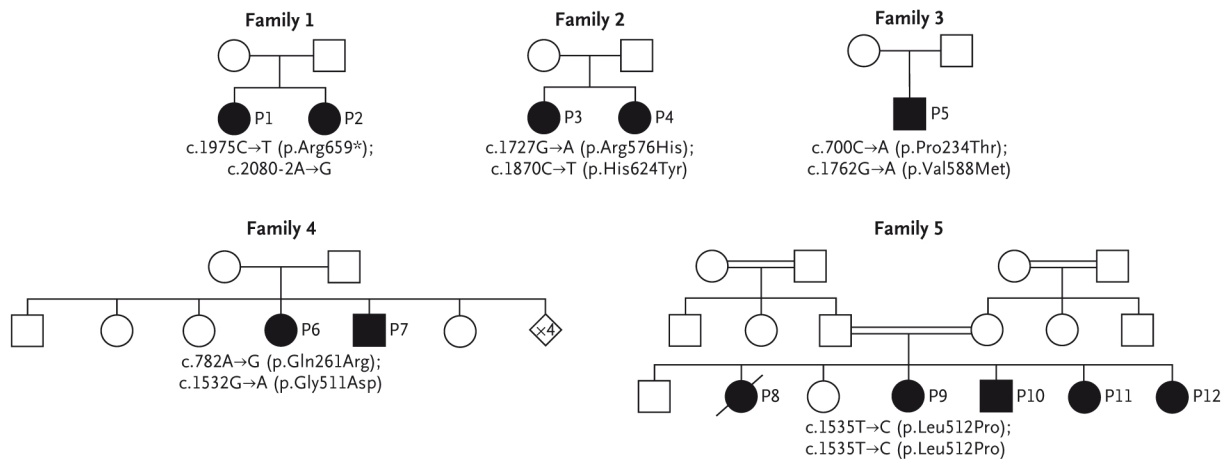 Family 1
Family 2
Family 3
P1
P2
P3
P4
P5
c.1975C→T (p.Arg659*);
c.2080-2A→G
c.1727G→A (p.Arg576His);
c.1870C→T (p.His624Tyr)
c.700C→A (p.Pro234Thr);
c.1762G→A (p.Val588Met)
Family 4
Family 5
P6
P7
×4
c.782A→G (p.Gln261Arg);
c.1532G→A (p.Gly511Asp)
P8
P9
P10
P11
P12
c.1535T→C (p.Leu512Pro);
c.1535T→C (p.Leu512Pro)